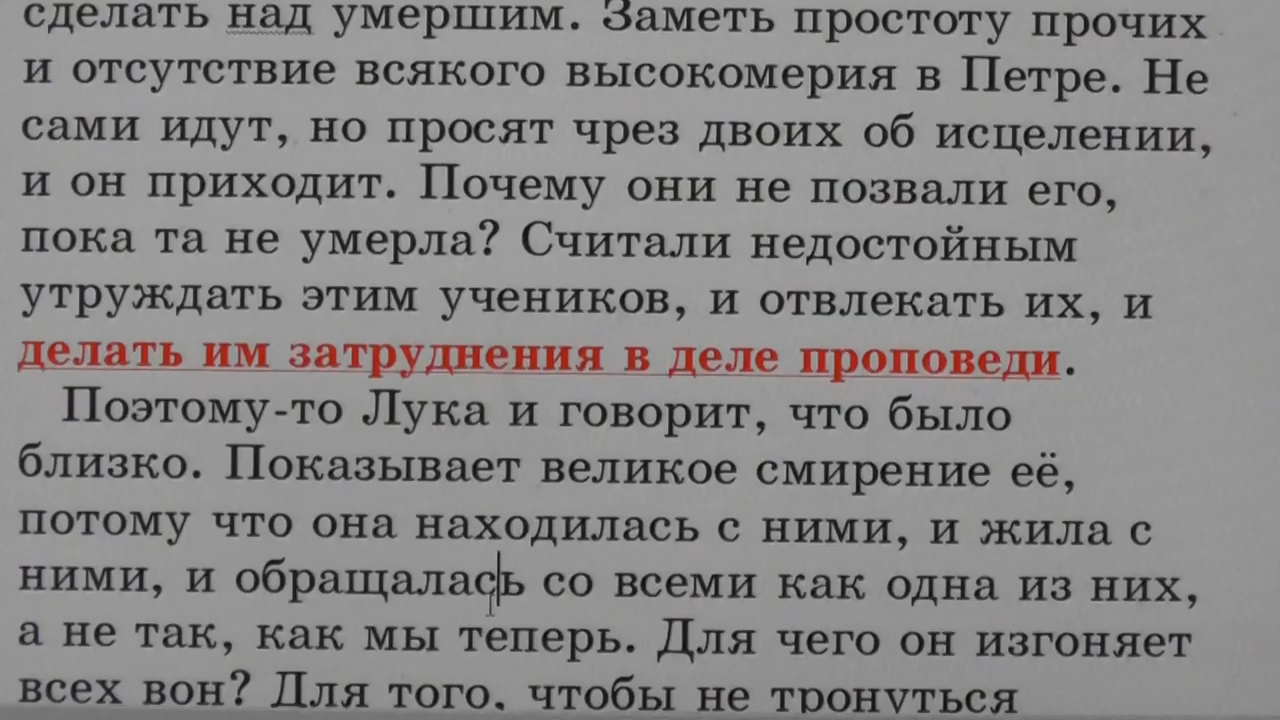 сделать над умершим. Заметь простоту прочих
и отсутствие всякого высокомерия в Петре. Не
сами идут, но просят чрез двоих об исцелении,
и он приходит. Почему они не позвали его,
пока та не умерла? Считали недостойным
утруждать этим учеников, и отвлекать их, и
делать им затруднения в деле проповеди.
Поэтому-то Лука и говорит, что было
близко. Показывает великое смирение её,
потому что она находилась с ними, и жила с
ними, и обращалась со всеми как одна из них,
а не так, как мы теперь. Для чего он изгоняет
всех вон? Для того, чтобы не тронуться